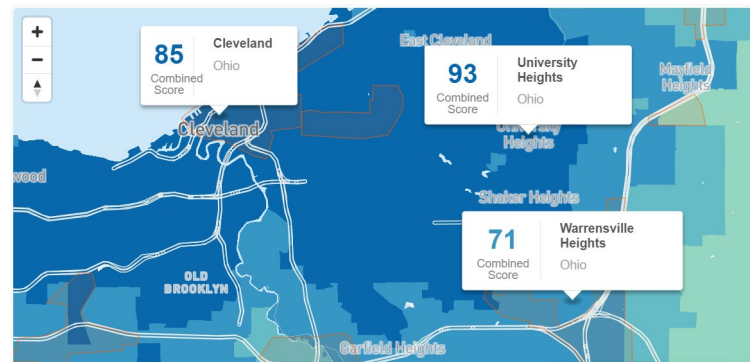 +
−
85
Combined
Score
Cleveland
Ohio
East Cleveland
93
Combined
Score
University
Heights
Ohio
Mayfield
Heights
Cleveland
University
Heights
wood
Shaker Heights
71
Combined
Score
Warrensville
Heights
Ohio
OLD
BROOKLYN
Garfield Heights